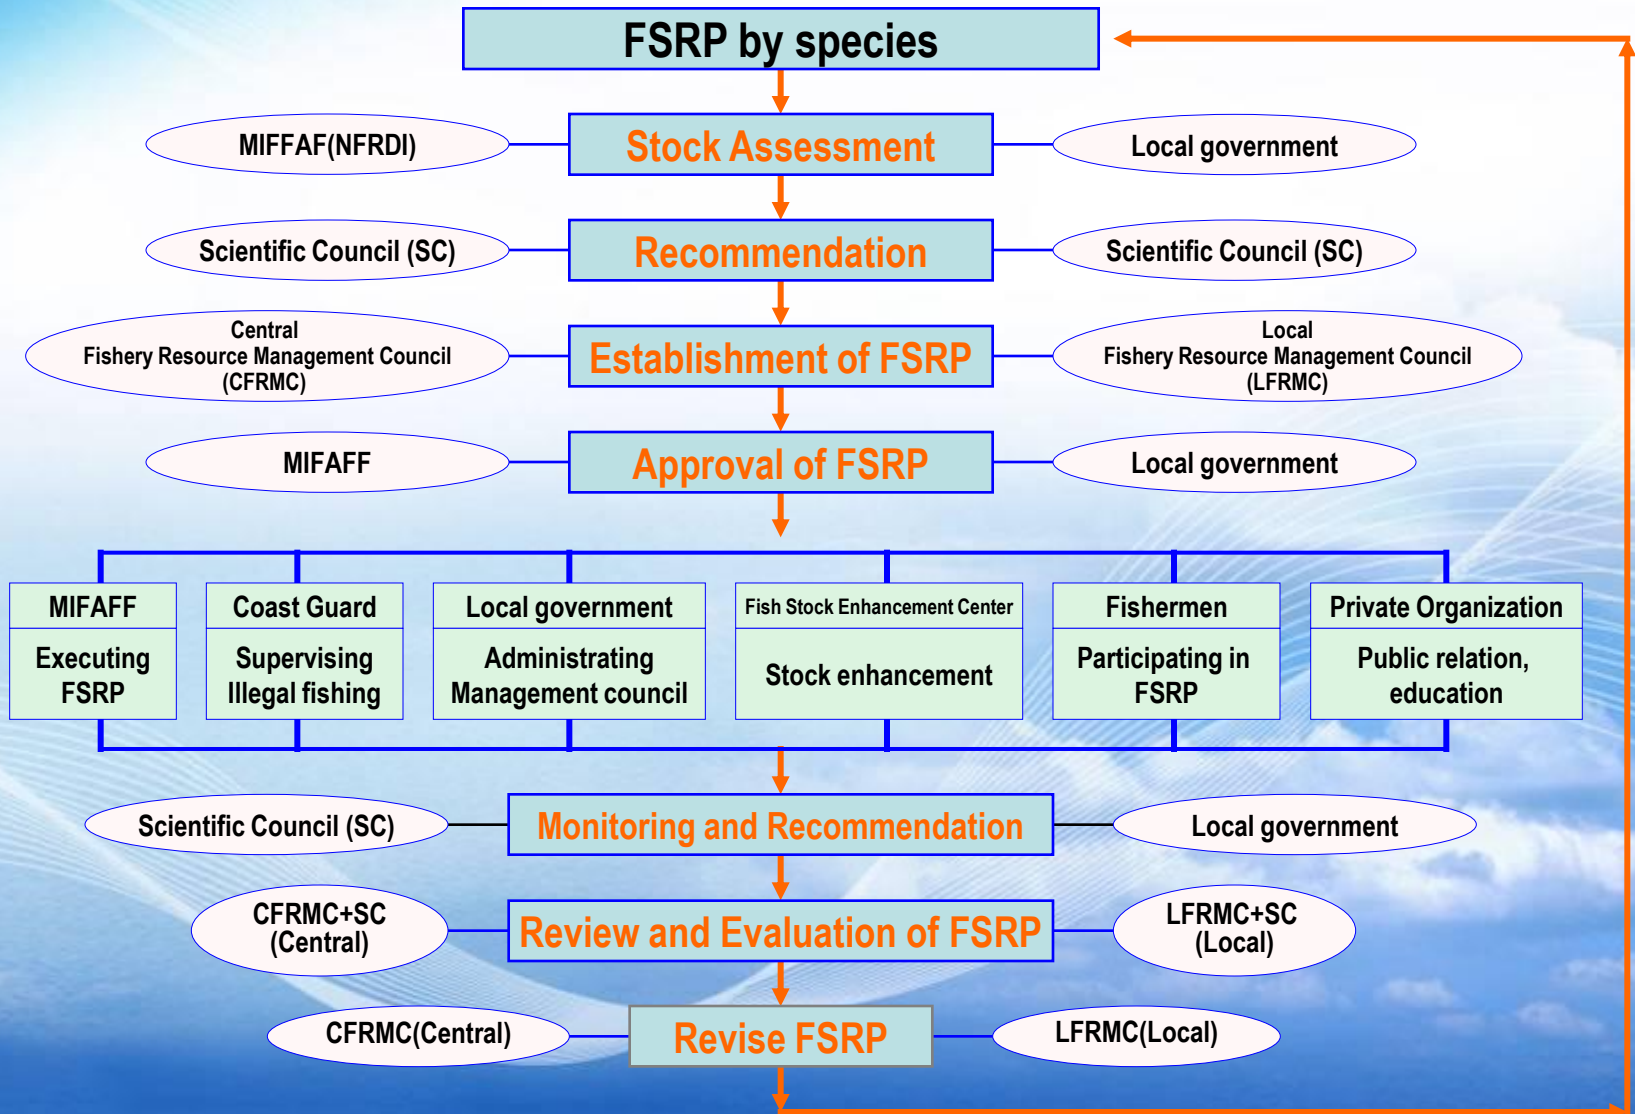 FSRP by species
MIFFAF(NFRDI)
Stock Assessment
Local government
Scientific Council (SC)
Recommendation
Scientific Council (SC)
Central
Fishery Resource Management Council
(CFRMC)
Establishment of FSRP
Local
Fishery Resource Management Council
(LFRMC)
MIFAFF
Approval of FSRP
Local government
MIFAFF
Executing
FSRP
Coast Guard
Supervising
Illegal fishing
Local government
Administrating
Management council
Fish Stock Enhancement Center
Stock enhancement
Fishermen
Participating in
FSRP
Private Organization
Public relation,
education
Scientific Council (SC)
Monitoring and Recommendation
Local government
CFRMC+SC
(Central)
Review and Evaluation of FSRP
LFRMC+SC
(Local)
CFRMC(Central)
Revise FSRP
LFRMC(Local)